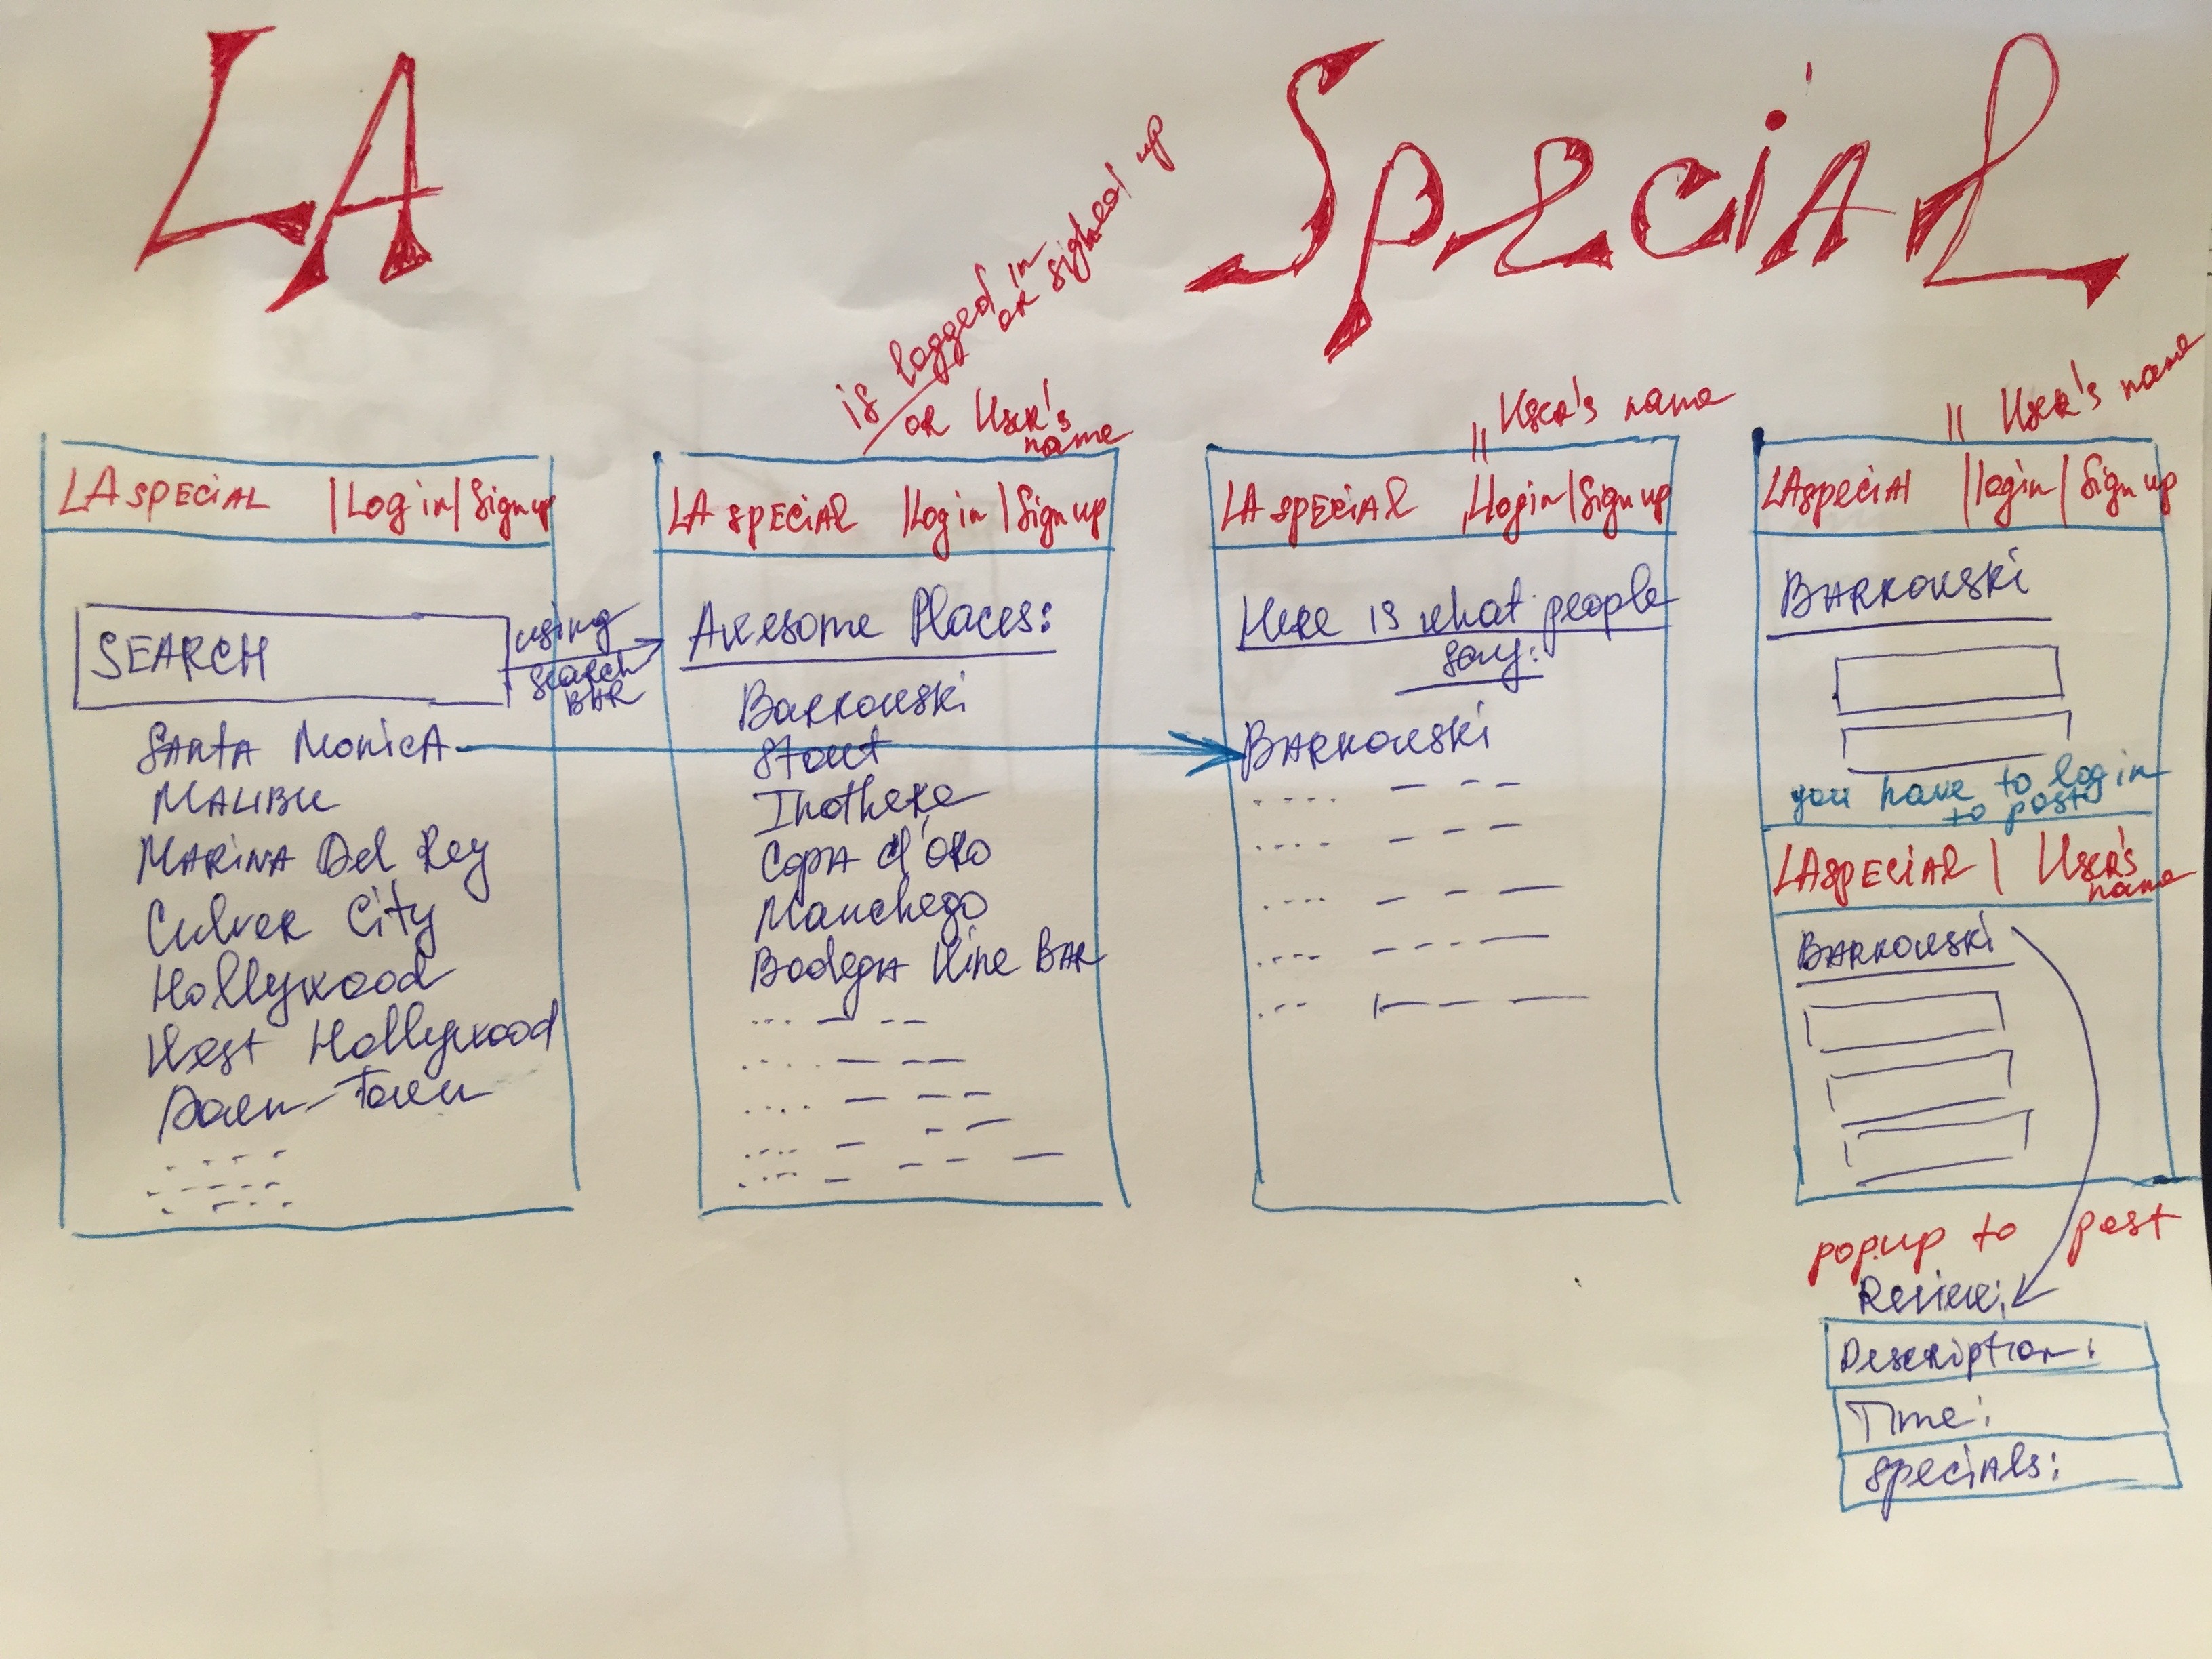 LA Special
is logged in
or signed up
or User's
name
|| User's name
|| User's name
LA SPECIAL | Log in | Sign up
SEARCH
using
search
BAR
Santa Monica
Malibu
Marina Del Rey
Culver City
Hollywood
West Hollywood
Down-Town
LA SPECIAL | Log in | Sign up
Awesome Places:
Barkowski
Stout
Inotheke
Copa d'oro
Manchego
Bodega Wine Bar
LA SPECIAL | Login | Sign up
Here is what people
say:
Barkowski
LA special | login | Sign up
Barkowski
you have to log in
to post
LA SPECIAL | User's
name
Barkowski
popup to post
Review:
Description:
Time:
Specials: